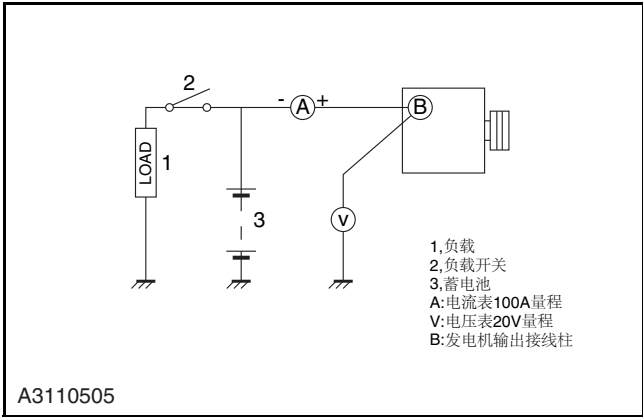 2
- A +
B
LOAD
1
3
V
1,负载
2,负载开关
3,蓄电池
A:电流表100A量程
V:电压表20V量程
B:发电机输出接线柱
A3110505